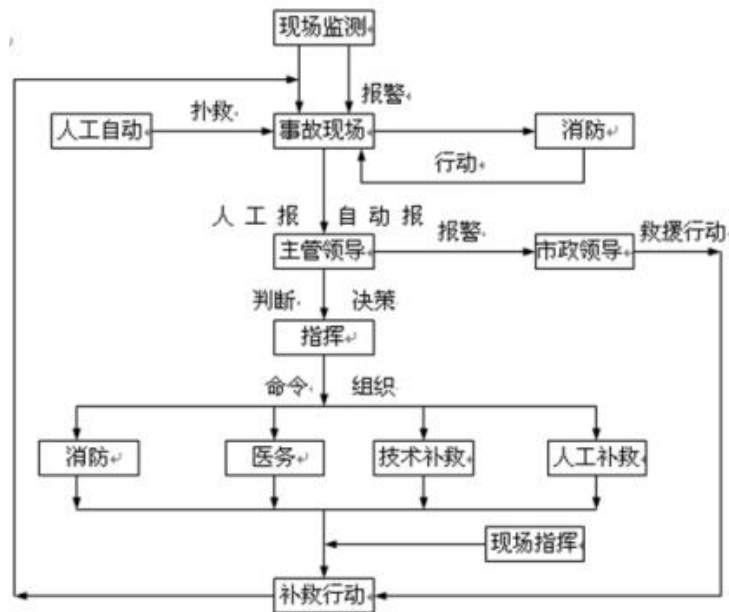 现场监测
报警
扑救
人工自动
事故现场
消防
行动
人工报 自动报
报警
救援行动
主管领导
市政领导
判断 决策
指挥
命令 组织
消防
医务
技术补救
人工补救
现场指挥
补救行动